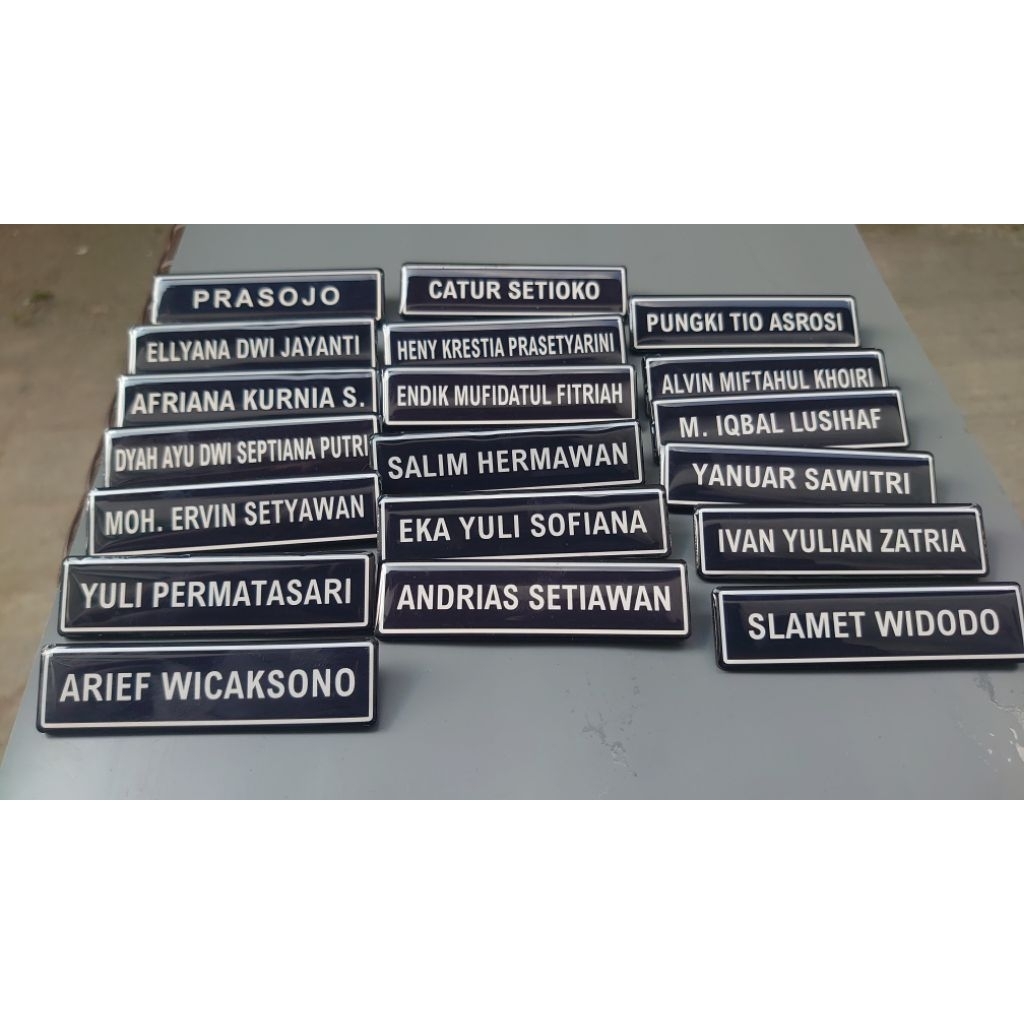 PRASOJO
ELLYANA DWI JAYANTI
AFRIANA KURNIA S.
DYAH AYU DWI SEPTIANA PUTRI
MOH. ERVIN SETYAWAN
YULI PERMATASARI
ARIEF WICAKSONO
CATUR SETIOKO
HENY KRESTIA PRASETYARINI
ENDIK MUFIDATUL FITRIAH
SALIM HERMAWAN
EKA YULI SOFIANA
ANDRIAS SETIAWAN
PUNGKI TIO ASROSI
ALVIN MIFTAHUL KHOIRI
M. IQBAL LUSIHAF
YANUAR SAWITRI
IVAN YULIAN ZATRIA
SLAMET WIDODO